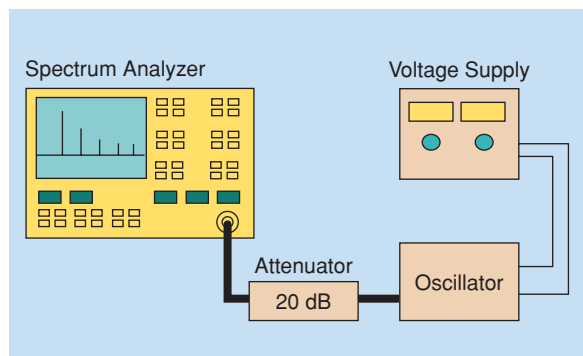 Spectrum Analyzer
Voltage Supply
Attenuator
20 dB
Oscillator